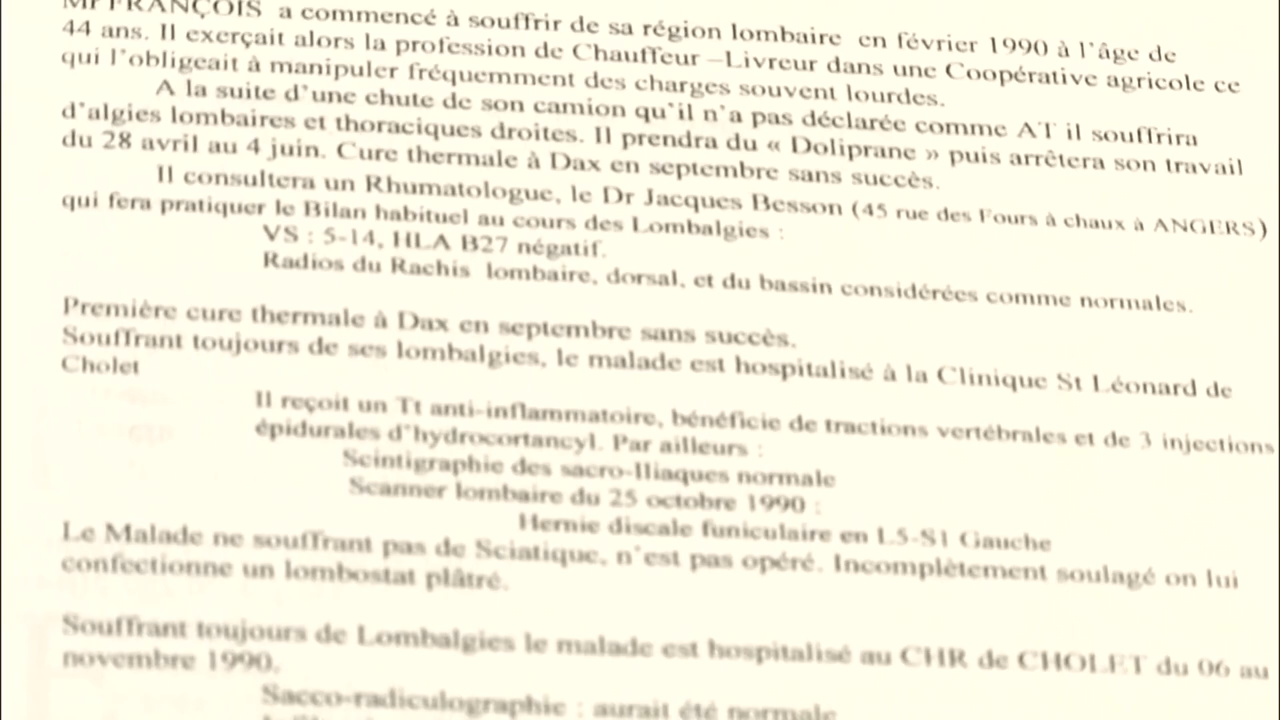 Mr FRANÇOIS a commencé à souffrir de sa région lombaire en février 1990 à l'âge de
44 ans. Il exerçait alors la profession de Chauffeur –Livreur dans une Coopérative agricole ce
qui l'obligeait à manipuler fréquemment des charges souvent lourdes.
A la suite d'une chute de son camion qu'il n'a pas déclarée comme AT il souffrira
d'algies lombaires et thoraciques droites. Il prendra du « Doliprane » puis arrêtera son travail
du 28 avril au 4 juin. Cure thermale à Dax en septembre sans succès.
Il consultera un Rhumatologue, le Dr Jacques Besson (45 rue des Fours à chaux à ANGERS)
qui fera pratiquer le Bilan habituel au cours des Lombalgies :
VS : 5-14, HLA B27 négatif.
Radios du Rachis lombaire, dorsal, et du bassin considérées comme normales.
Première cure thermale à Dax en septembre sans succès.
Souffrant toujours de ses lombalgies, le malade est hospitalisé à la Clinique St Léonard de
Cholet
Il reçoit un Tt anti-inflammatoire, bénéficie de tractions vertébrales et de 3 injections
épidurales d'hydrocortancyl. Par ailleurs :
Scintigraphie des sacro-Iliaques normale
Scanner lombaire du 25 octobre 1990 :
Hernie discale funiculaire en L5-S1 Gauche
Le Malade ne souffrant pas de Sciatique, n'est pas opéré. Incomplètement soulagé on lui
confectionne un lombostat plâtré.
Souffrant toujours de Lombalgies le malade est hospitalisé au CHR de CHOLET du 06 au
novembre 1990.
Sacco-radiculographie : aurait été normale